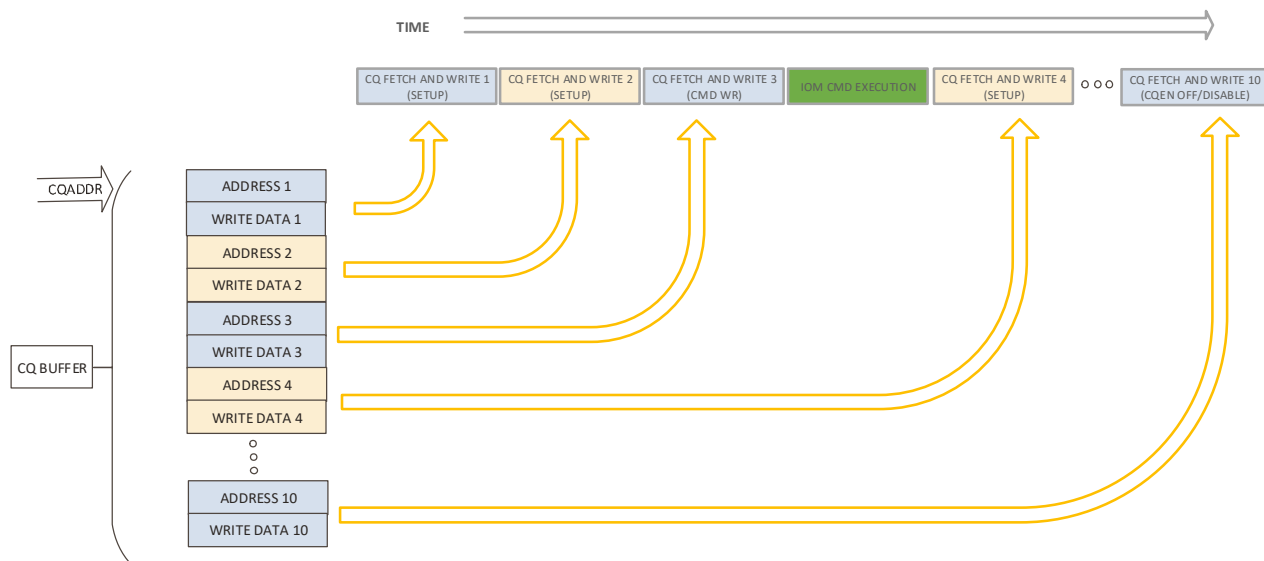 TIME
CQ FETCH AND WRITE 1
(SETUP)
CQ FETCH AND WRITE 2
(SETUP)
CQ FETCH AND WRITE 3
(CMD WR)
IOM CMD EXECUTION
CQ FETCH AND WRITE 4
(SETUP)
CQ FETCH AND WRITE 10
(CQEN OFF/DISABLE)
CQADDR
ADDRESS 1
WRITE DATA 1
ADDRESS 2
WRITE DATA 2
ADDRESS 3
WRITE DATA 3
CQ BUFFER
ADDRESS 4
WRITE DATA 4
ADDRESS 10
WRITE DATA 10